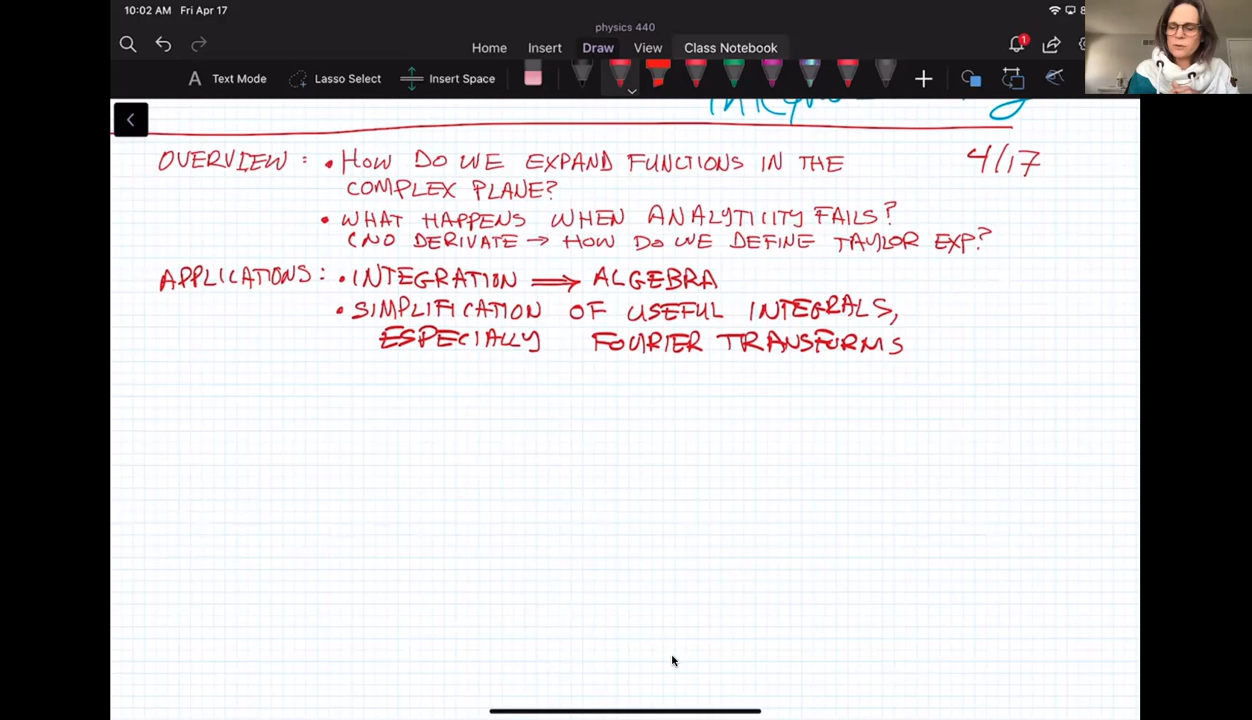 10:02 AM Fri Apr 17
physics 440
Home Insert Draw View Class Notebook
1
A Text Mode Lasso Select Insert Space
OVERVIEW: • HOW DO WE EXPAND FUNCTIONS IN THE 4/17
COMPLEX PLANE?
• WHAT HAPPENS WHEN ANALYTICITY FAILS?
(NO DERIVATE → HOW DO WE DEFINE TAYLOR EXP?
APPLICATIONS: • INTEGRATION ⟹ ALGEBRA
• SIMPLIFICATION OF USEFUL INTEGRALS,
ESPECIALLY FOURIER TRANSFORMS